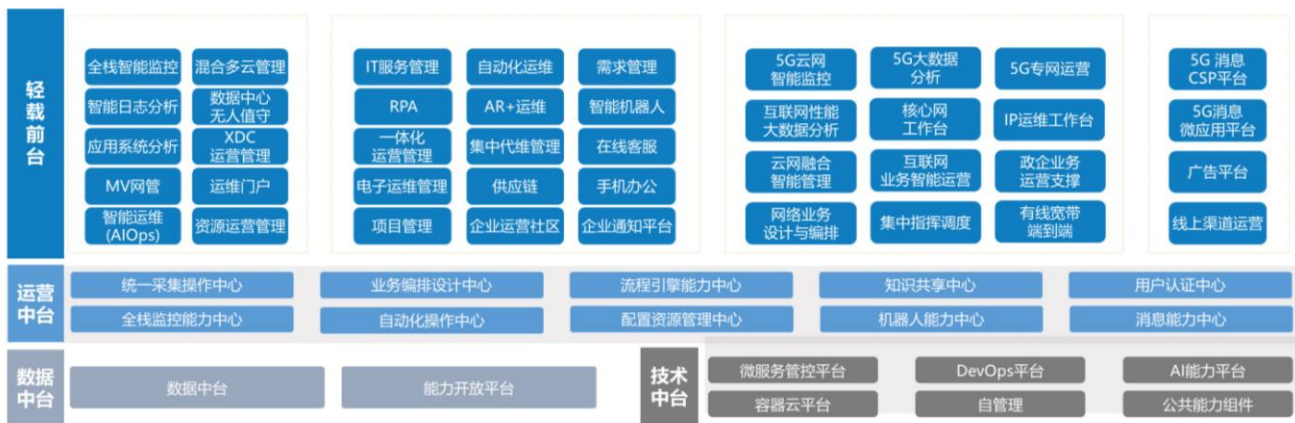 轻载前台
全栈智能监控
混合多云管理
智能日志分析
数据中心
无人值守
应用系统分析
XDC
运营管理
MV网管
运维门户
智能运维
(AIOps)
资源运营管理
IT服务管理
自动化运维
需求管理
RPA
AR+运维
智能机器人
一体化
运营管理
集中代维管理
在线客服
电子运维管理
供应链
手机办公
项目管理
企业运营社区
企业通知平台
5G云网
智能监控
5G大数据
分析
5G专网运营
互联网性能
大数据分析
核心网
工作台
IP运维工作台
云网融合
智能管理
互联网
业务智能运营
政企业务
运营支撑
网络业务
设计与编排
集中指挥调度
有线宽带
端到端
5G 消息
CSP平台
5G消息
微应用平台
广告平台
线上渠道运营
运营
中台
统一采集操作中心
业务编排设计中心
流程引擎能力中心
知识共享中心
用户认证中心
全栈监控能力中心
自动化操作中心
配置资源管理中心
机器人能力中心
消息能力中心
数据
中台
数据中台
能力开放平台
技术
中台
微服务管控平台
DevOps平台
AI能力平台
容器云平台
自管理
公共能力组件